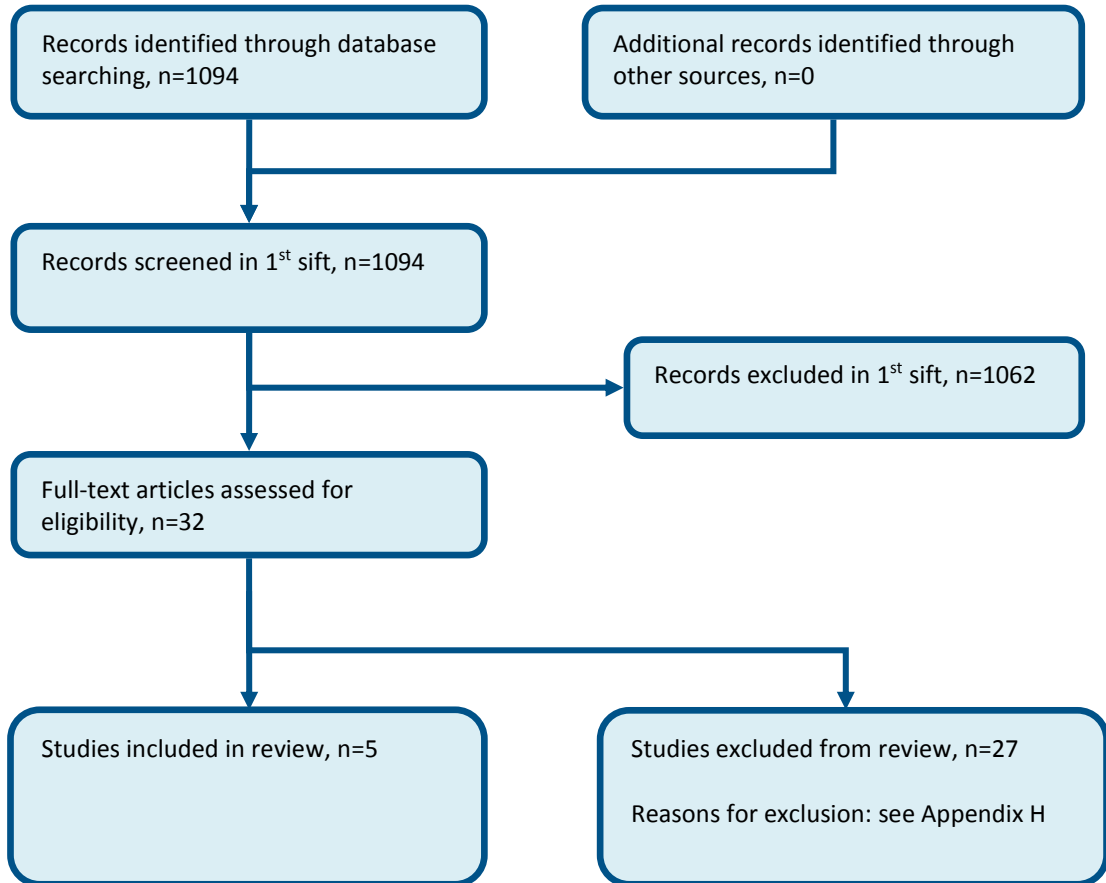 Records identified through database
searching, n=1094
Additional records identified through
other sources, n=0
Records screened in 1st sift, n=1094
Records excluded in 1st sift, n=1062
Full-text articles assessed for
eligibility, n=32
Studies included in review, n=5
Studies excluded from review, n=27
Reasons for exclusion: see Appendix H